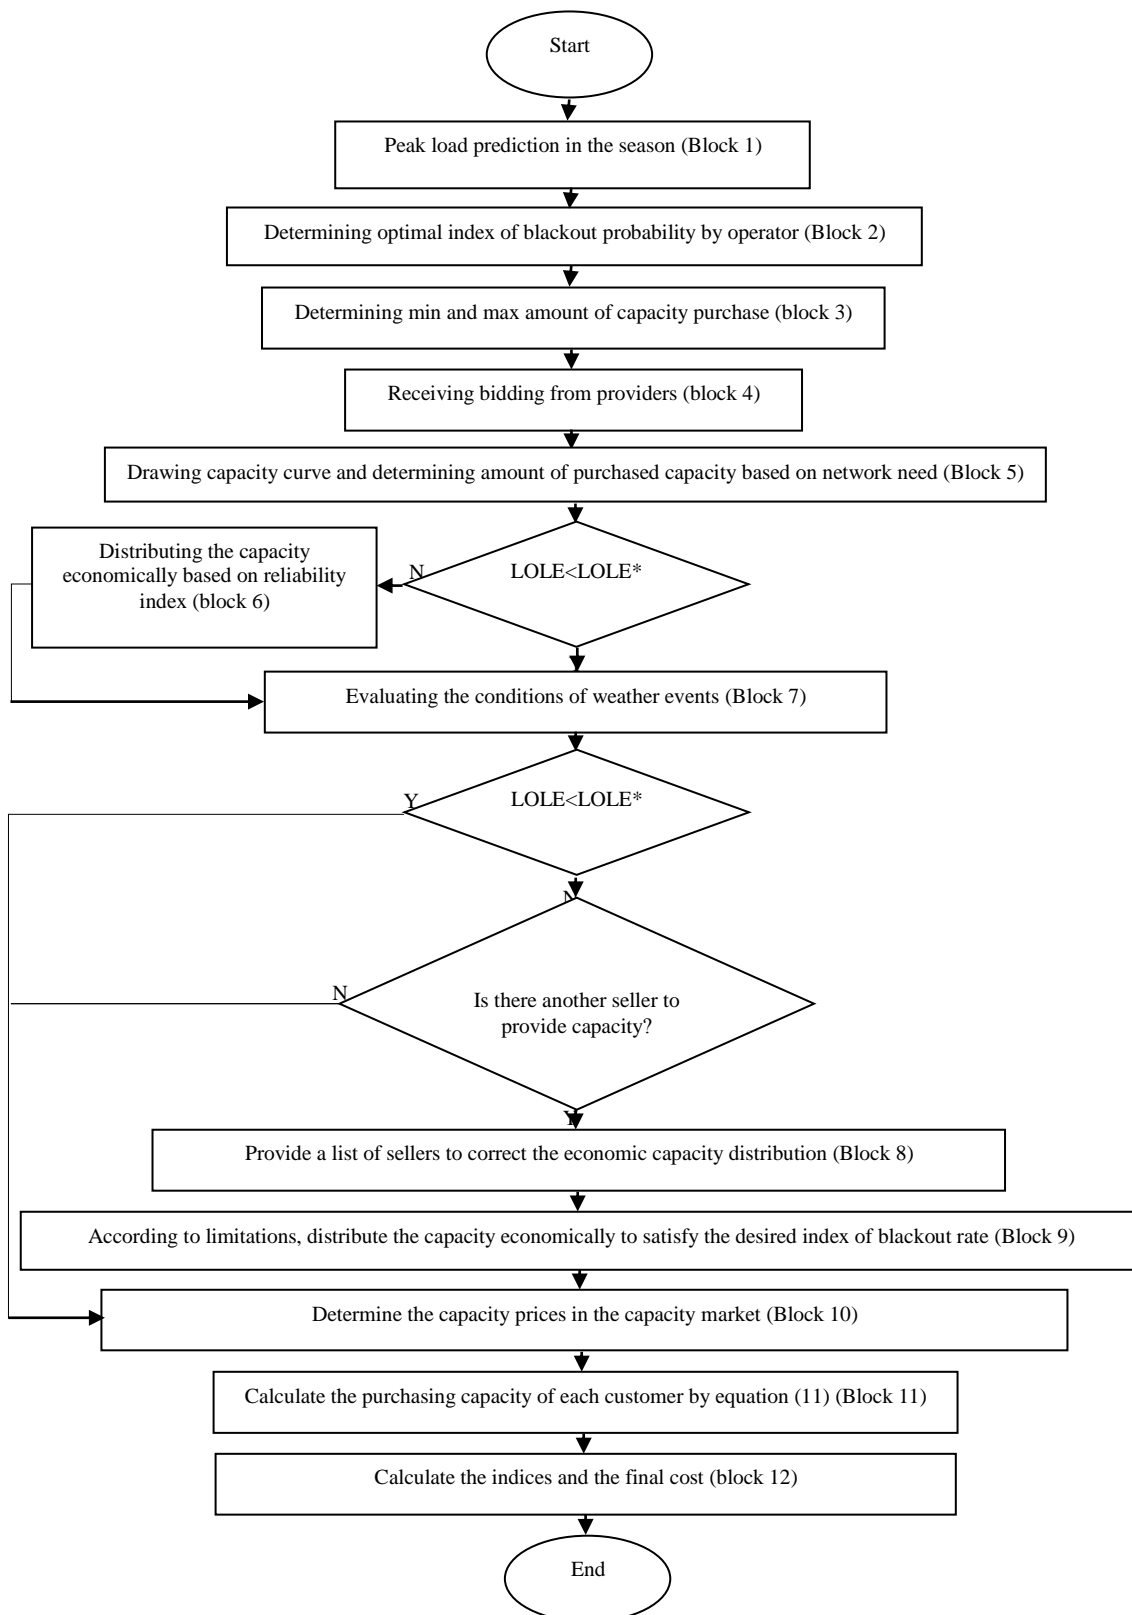 Start
Peak load prediction in the season (Block 1)
Determining optimal index of blackout probability by operator (Block 2)
Determining min and max amount of capacity purchase (block 3)
Receiving bidding from providers (block 4)
Drawing capacity curve and determining amount of purchased capacity based on network need (Block 5)
Distributing the capacity
economically based on reliability
index (block 6)
N
LOLE<LOLE*
Evaluating the conditions of weather events (Block 7)
Y
LOLE<LOLE*
N
N
Is there another seller to
provide capacity?
Y
Provide a list of sellers to correct the economic capacity distribution (Block 8)
According to limitations, distribute the capacity economically to satisfy the desired index of blackout rate (Block 9)
Determine the capacity prices in the capacity market (Block 10)
Calculate the purchasing capacity of each customer by equation (11) (Block 11)
Calculate the indices and the final cost (block 12)
End